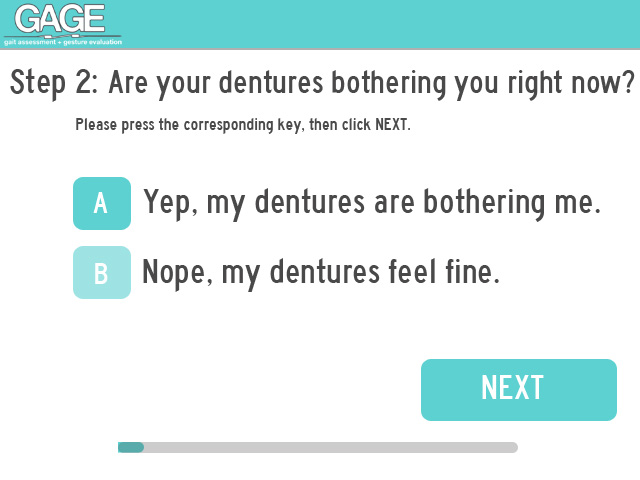 GAGE
gait assessment + gesture evaluation
Step 2: Are your dentures bothering you right now?
Please press the corresponding key, then click NEXT.
A Yep, my dentures are bothering me.
B Nope, my dentures feel fine.
NEXT